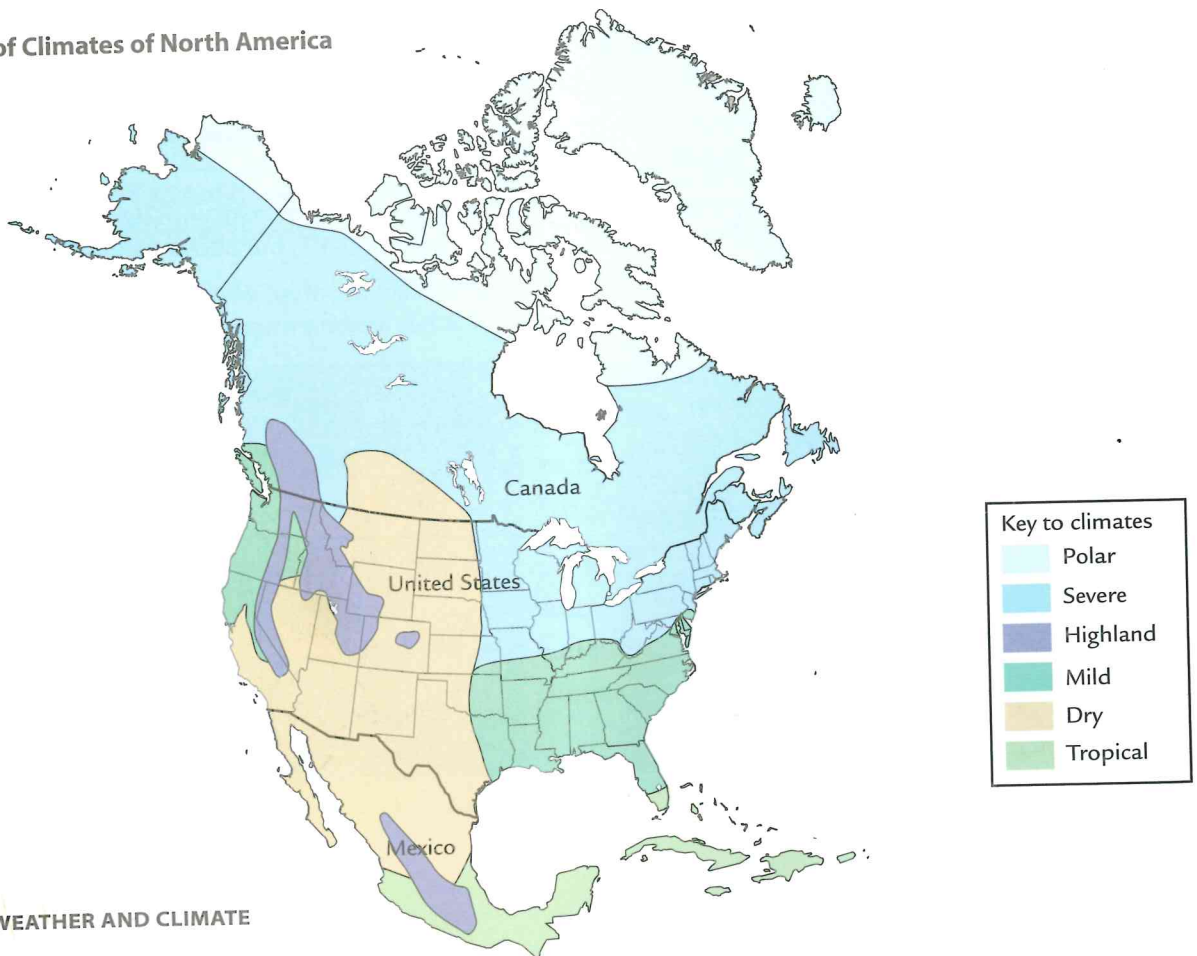 of Climates of North America
Canada
United States
Mexico
Key to climates
Polar
Severe
Highland
Mild
Dry
Tropical
WEATHER AND CLIMATE